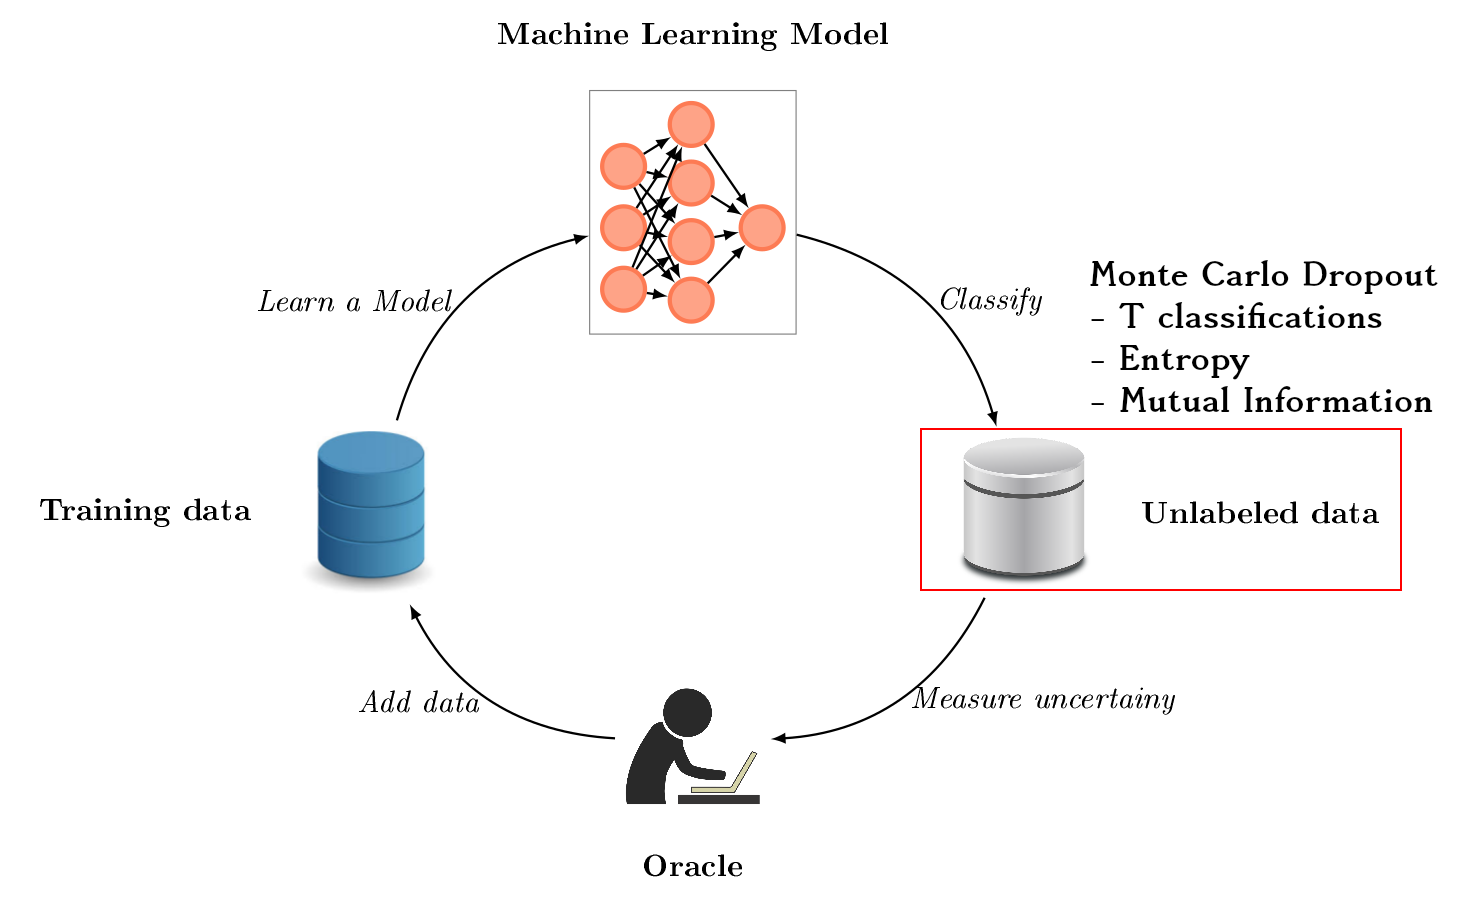 Machine Learning Model
Learn a Model
Classify
Monte Carlo Dropout
- T classifications
- Entropy
- Mutual Information
Training data
Unlabeled data
Add data
Measure uncertainy
Oracle